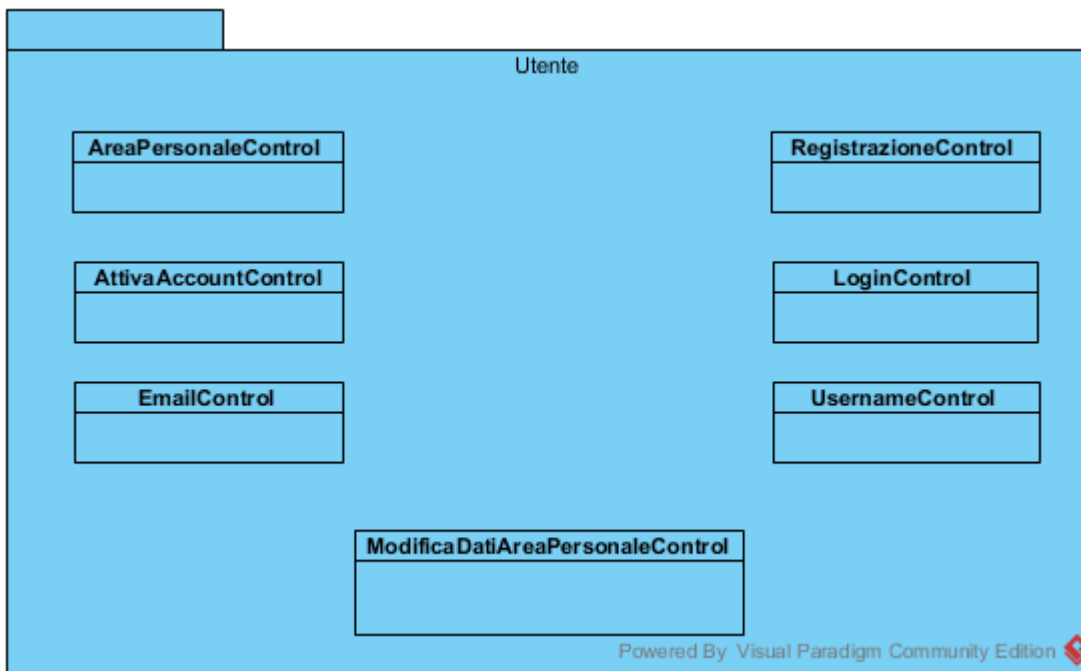 Utente
AreaPersonaleControl
RegistrazioneControl
AttivaAccountControl
LoginControl
EmailControl
UsernameControl
ModificaDatiAreaPersonaleControl
Powered By Visual Paradigm Community Edition